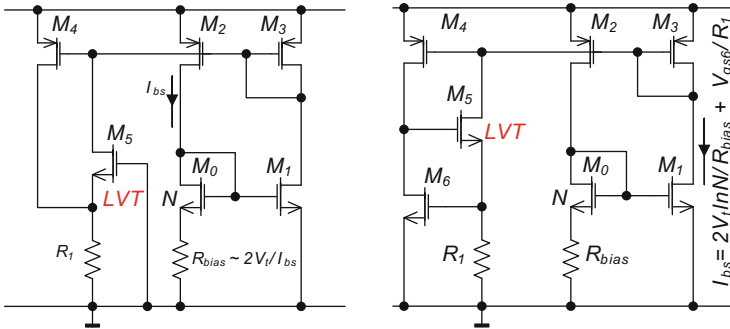 M4
M2
M3
Ibs
M5
LVT
M0
M1
N
R1
Rbias ~ 2Vt/Ibs
M4
M2
M3
M5
LVT
M6
M0
M1
N
R1
Rbias
Ibs = 2VtlnN/Rbias + Vgs6/R1